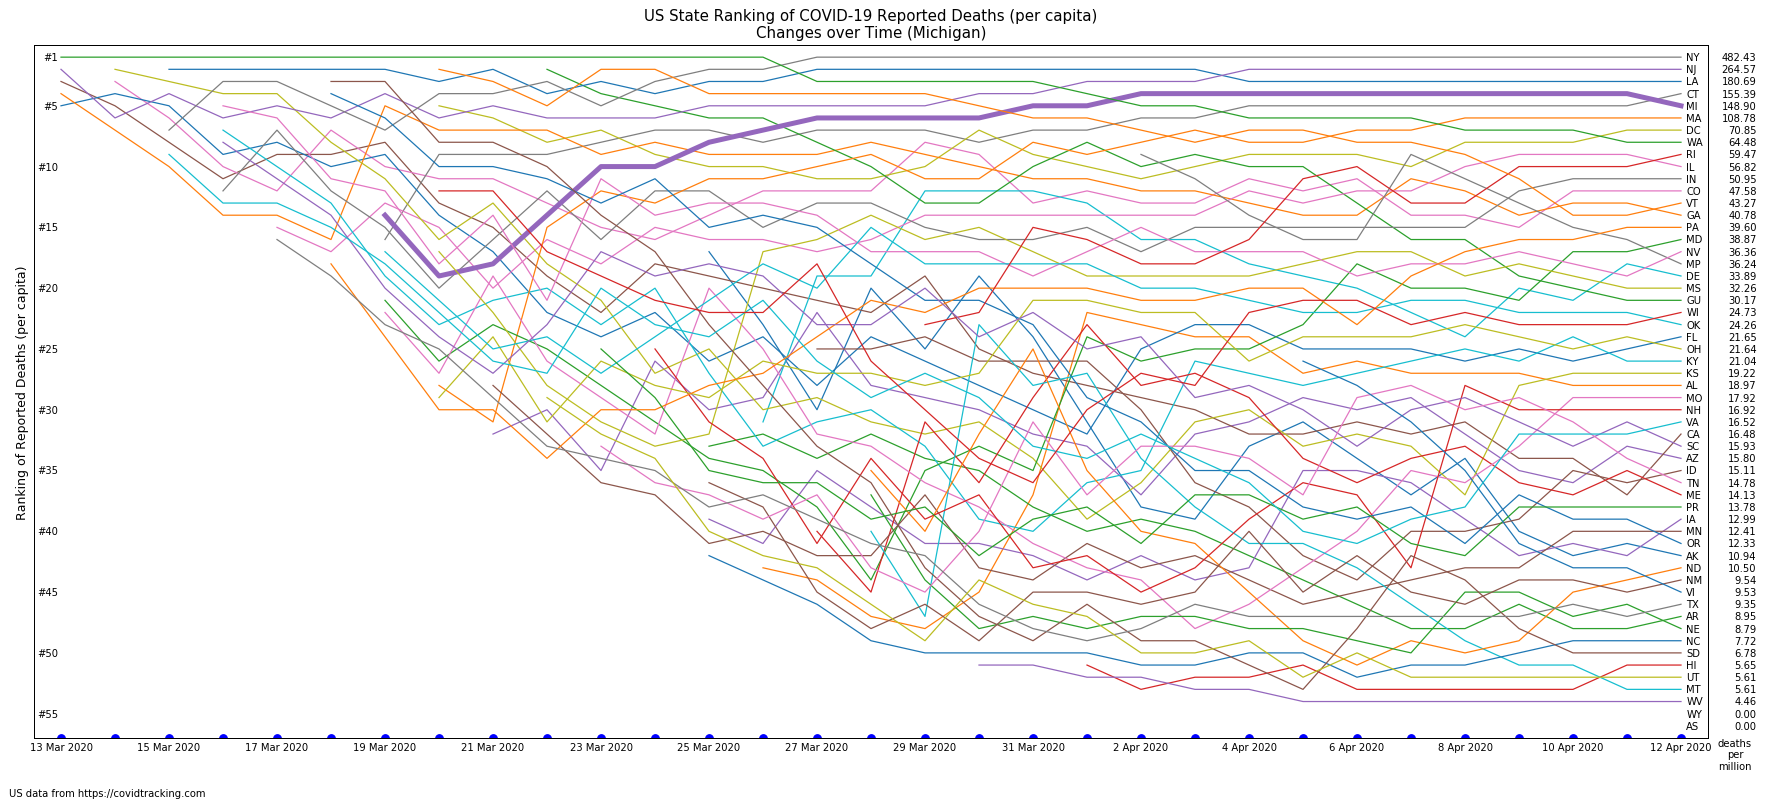 US State Ranking of COVID-19 Reported Deaths (per capita)
Changes over Time (Michigan)
Ranking of Reported Deaths (per capita)
#1
#5
#10
#15
#20
#25
#30
#35
#40
#45
#50
#55
NY 482.43
NJ 264.57
LA 180.69
CT 155.39
MI 148.90
MA 108.78
DC 70.85
WA 64.48
RI 59.47
IL 56.82
IN 50.95
CO 47.58
VT 43.27
GA 40.78
PA 39.60
MD 38.87
NV 36.36
MP 36.24
DE 33.89
MS 32.26
GU 30.17
WI 24.73
OK 24.26
FL 21.65
OH 21.64
KY 21.04
KS 19.22
AL 18.97
MO 17.92
NH 16.92
VA 16.52
CA 16.48
SC 15.93
AZ 15.80
ID 15.11
TN 14.78
ME 14.13
PR 13.78
IA 12.99
MN 12.41
OR 12.33
AK 10.94
ND 10.50
NM 9.54
VI 9.53
TX 9.35
AR 8.95
NE 8.79
NC 7.72
SD 6.78
HI 5.65
UT 5.61
MT 5.61
WV 4.46
WY 0.00
AS 0.00
13 Mar 2020 15 Mar 2020 17 Mar 2020 19 Mar 2020 21 Mar 2020 23 Mar 2020 25 Mar 2020 27 Mar 2020 29 Mar 2020 31 Mar 2020 2 Apr 2020 4 Apr 2020 6 Apr 2020 8 Apr 2020 10 Apr 2020 12 Apr 2020
deaths
per
million
US data from https://covidtracking.com